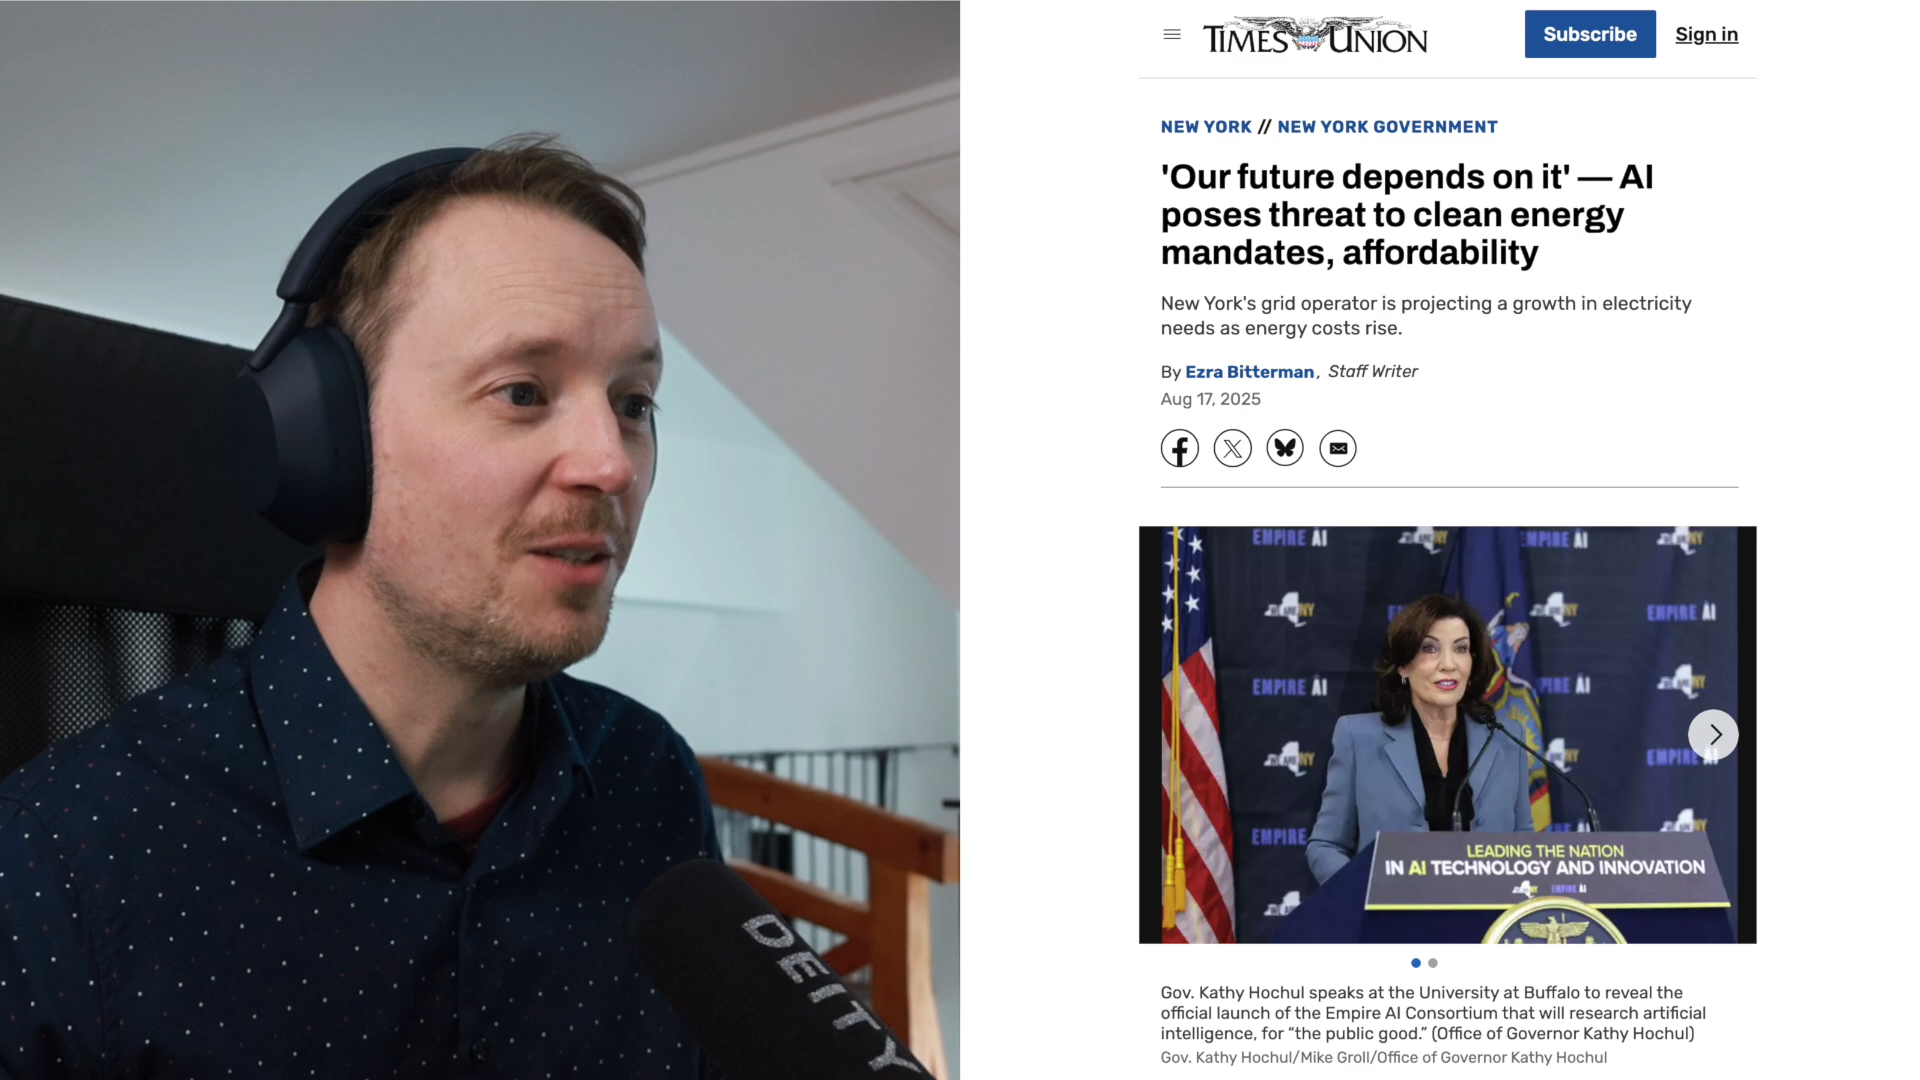 DEITY
TIMES UNION
Subscribe
Sign in
NEW YORK // NEW YORK GOVERNMENT
'Our future depends on it' — AI
poses threat to clean energy
mandates, affordability
New York's grid operator is projecting a growth in electricity
needs as energy costs rise.
By Ezra Bitterman, Staff Writer
Aug 17, 2025
EMPIRE AI
EMPIRE AI
EMPIRE AI
EMPIRE AI
EMPIRE
LEADING THE NATION
IN AI TECHNOLOGY AND INNOVATION
EMPIRE AI
Gov. Kathy Hochul speaks at the University at Buffalo to reveal the
official launch of the Empire AI Consortium that will research artificial
intelligence, for “the public good.” (Office of Governor Kathy Hochul)
Gov. Kathy Hochul/Mike Groll/Office of Governor Kathy Hochul